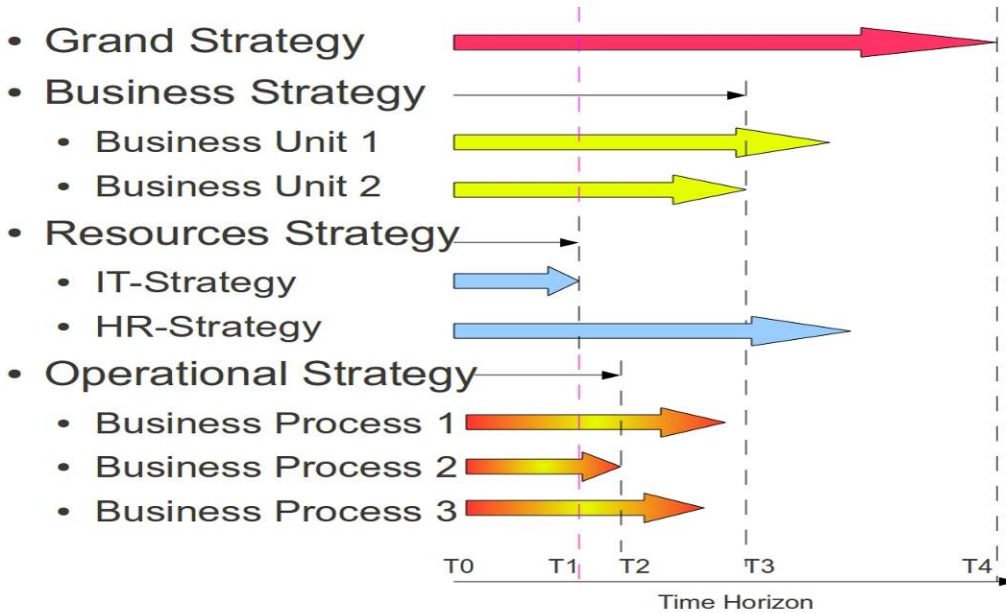 • Grand Strategy
• Business Strategy
• Business Unit 1
• Business Unit 2
• Resources Strategy
• IT-Strategy
• HR-Strategy
• Operational Strategy
• Business Process 1
• Business Process 2
• Business Process 3
T0 T1 T2 T3 T4
Time Horizon